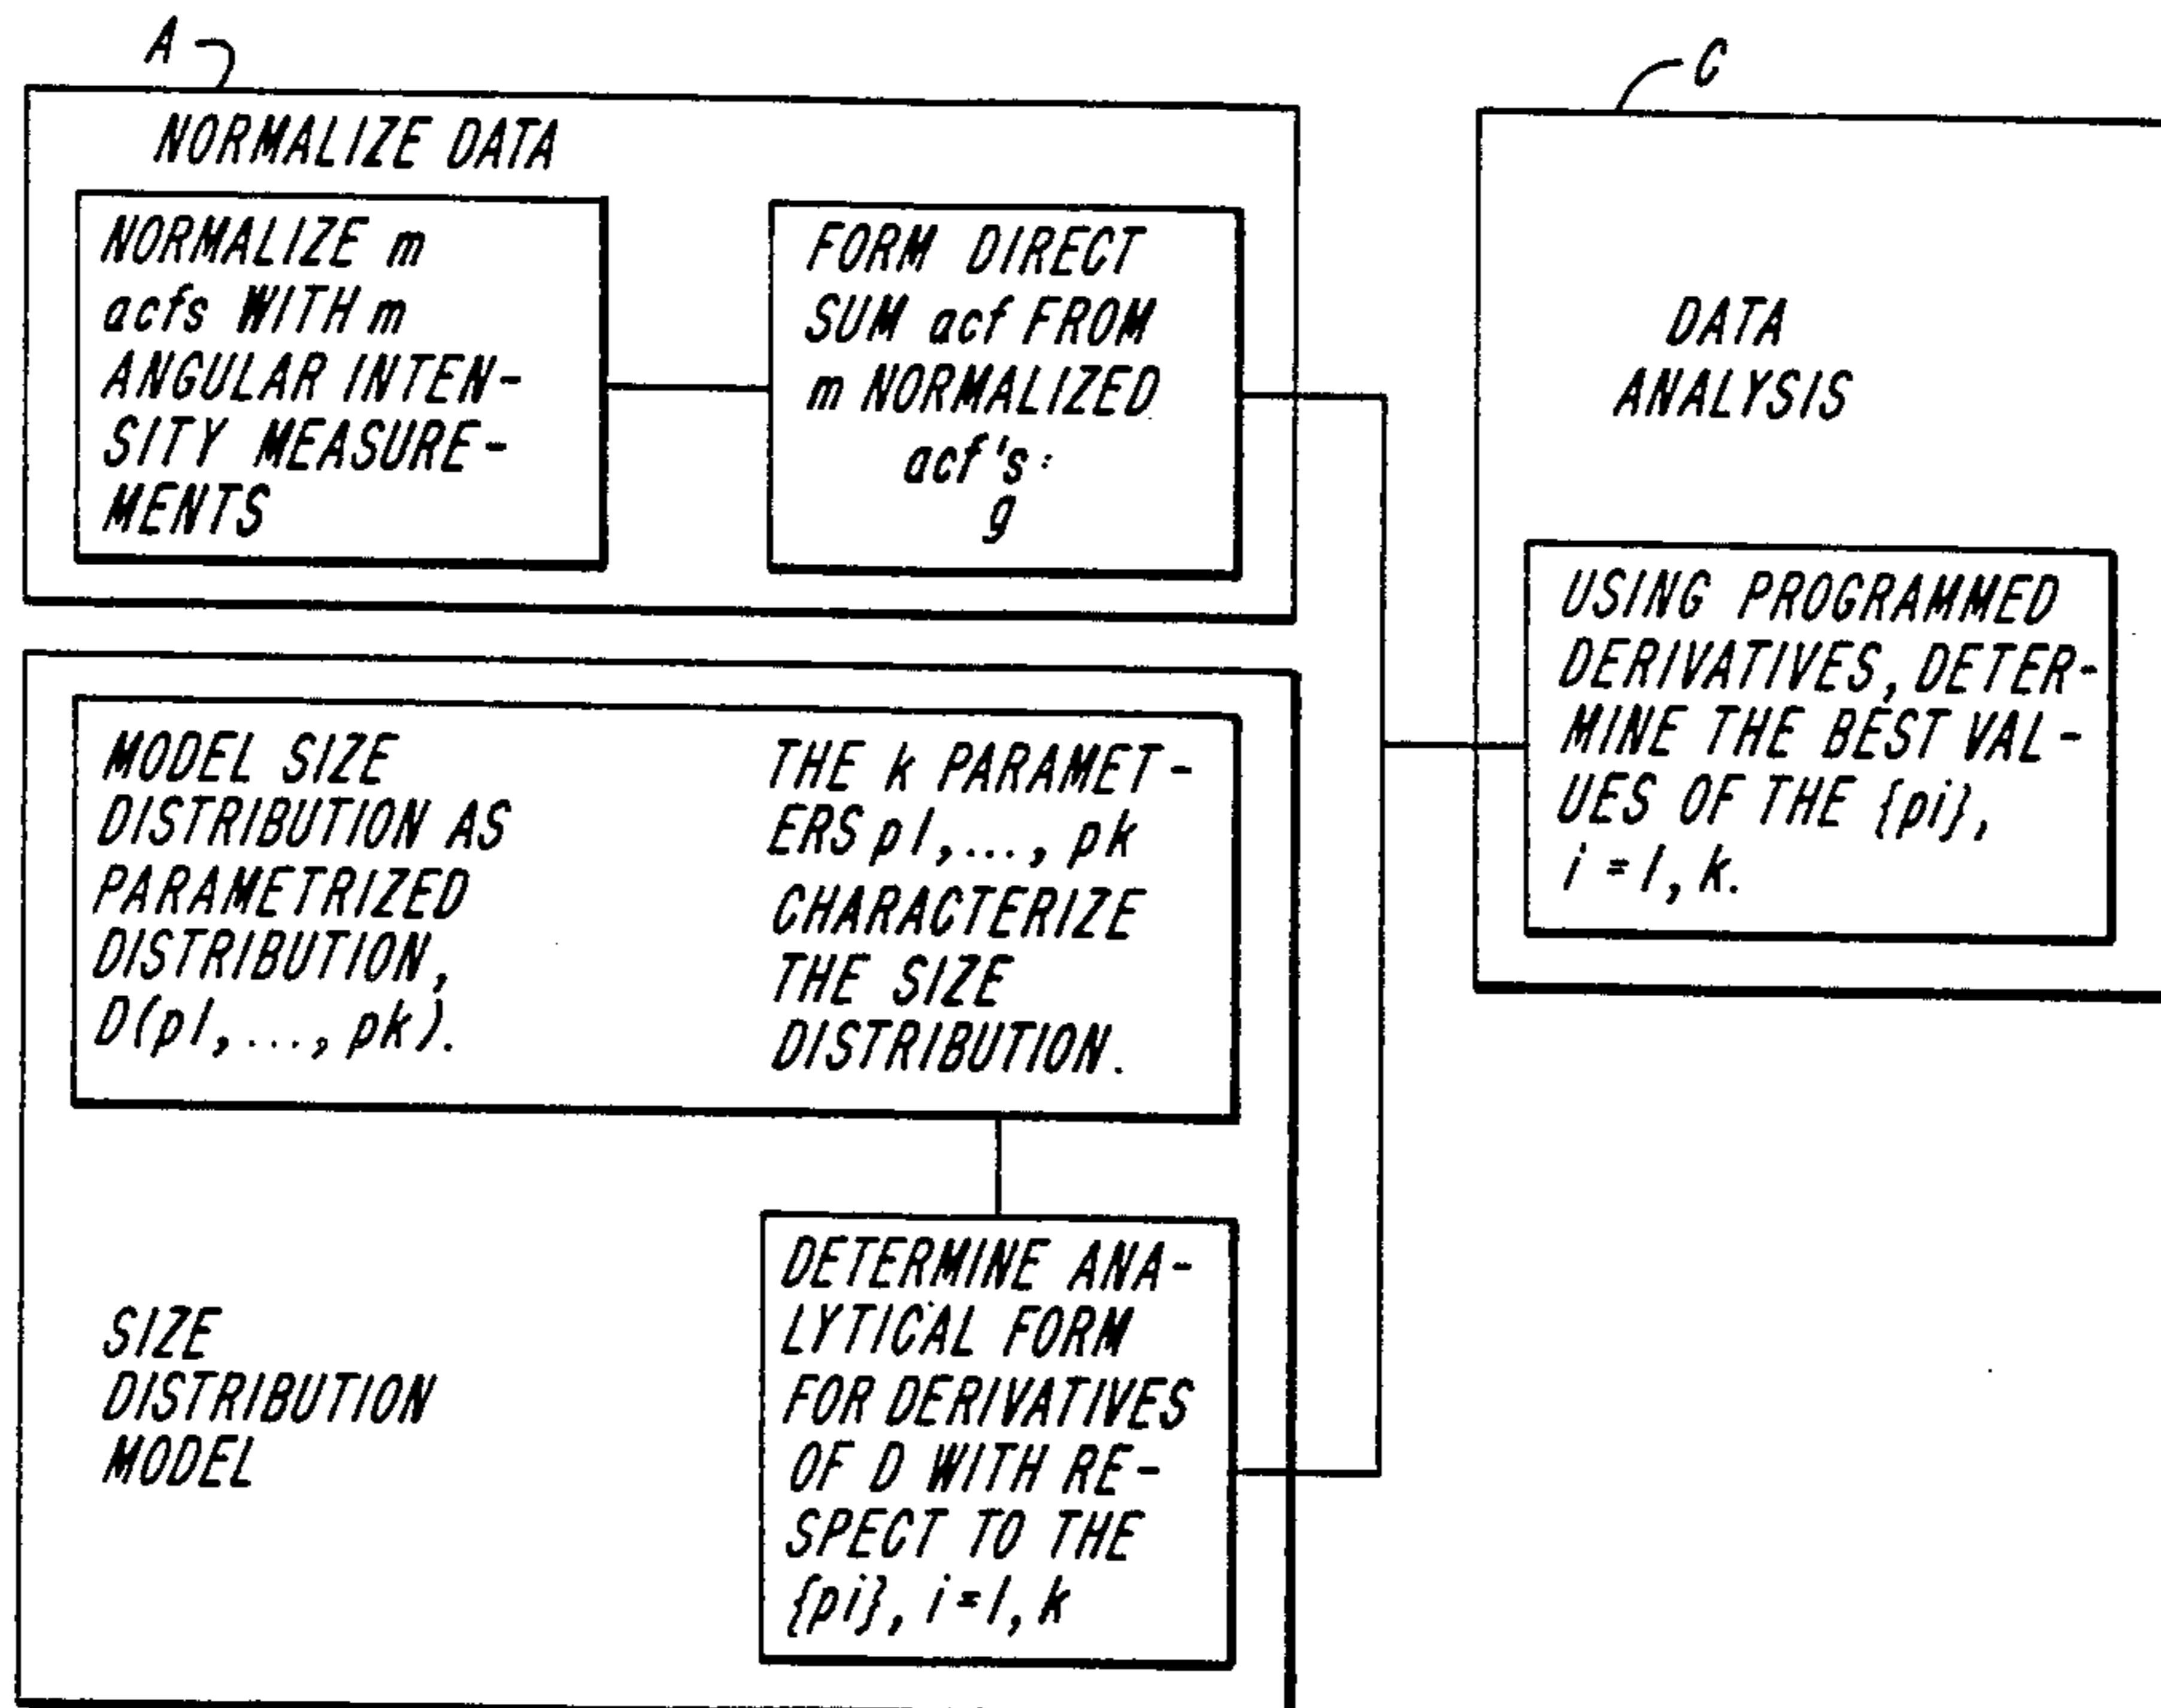 A
NORMALIZE DATA
NORMALIZE m
acfs WITH m
ANGULAR INTEN-
SITY MEASURE-
MENTS
FORM DIRECT
SUM acf FROM
m NORMALIZED
acf's:
g
MODEL SIZE
DISTRIBUTION AS
PARAMETRIZED
DISTRIBUTION,
D(p1,..., pk).
THE k PARAMET-
ERS p1,..., pk
CHARACTERIZE
THE SIZE
DISTRIBUTION.
DETERMINE ANA-
LYTICAL FORM
FOR DERIVATIVES
OF D WITH RE-
SPECT TO THE
{pi}, i=1, k
SIZE
DISTRIBUTION
MODEL
C
DATA
ANALYSIS
USING PROGRAMMED
DERIVATIVES, DETER-
MINE THE BEST VAL-
UES OF THE {pi},
i=1, k.